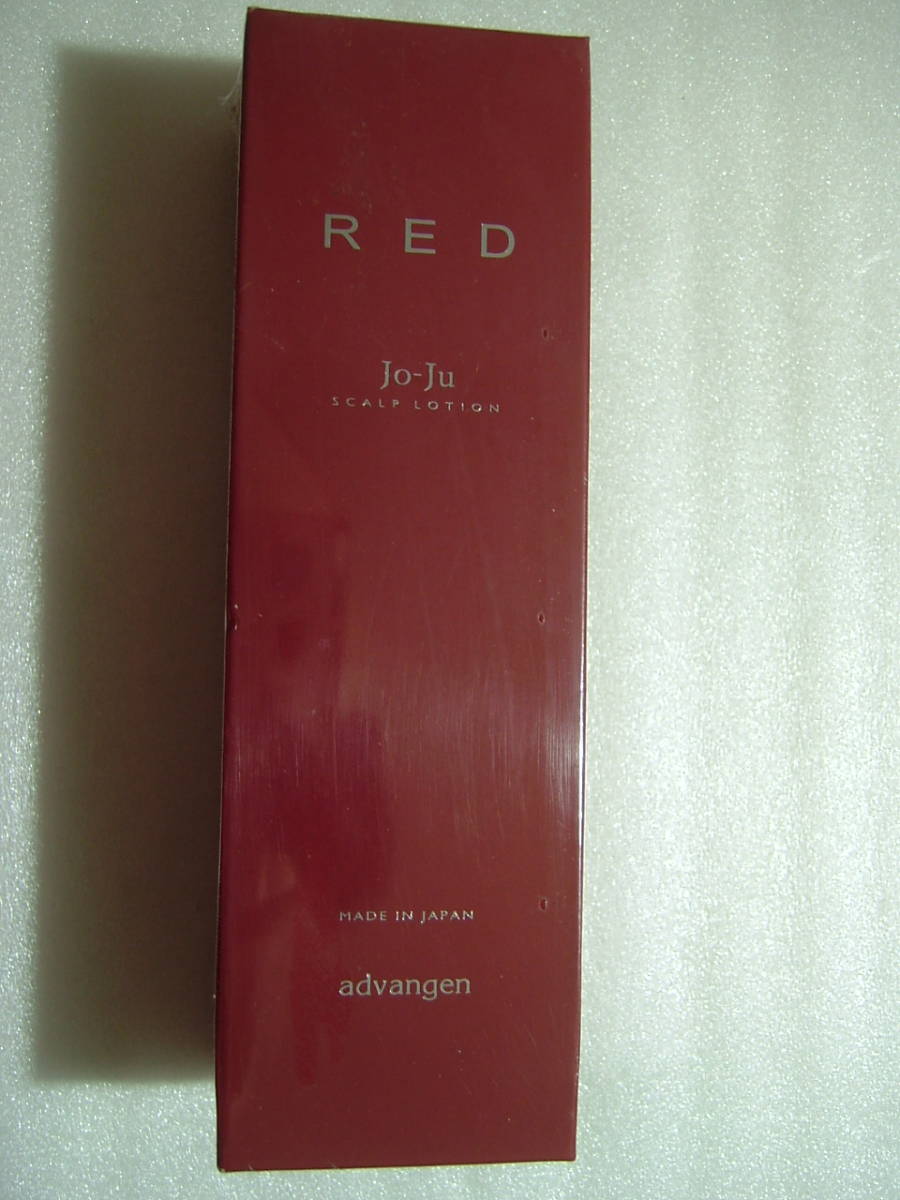 RED
Jo-Ju
SCALP LOTION
MADE IN JAPAN
advangen